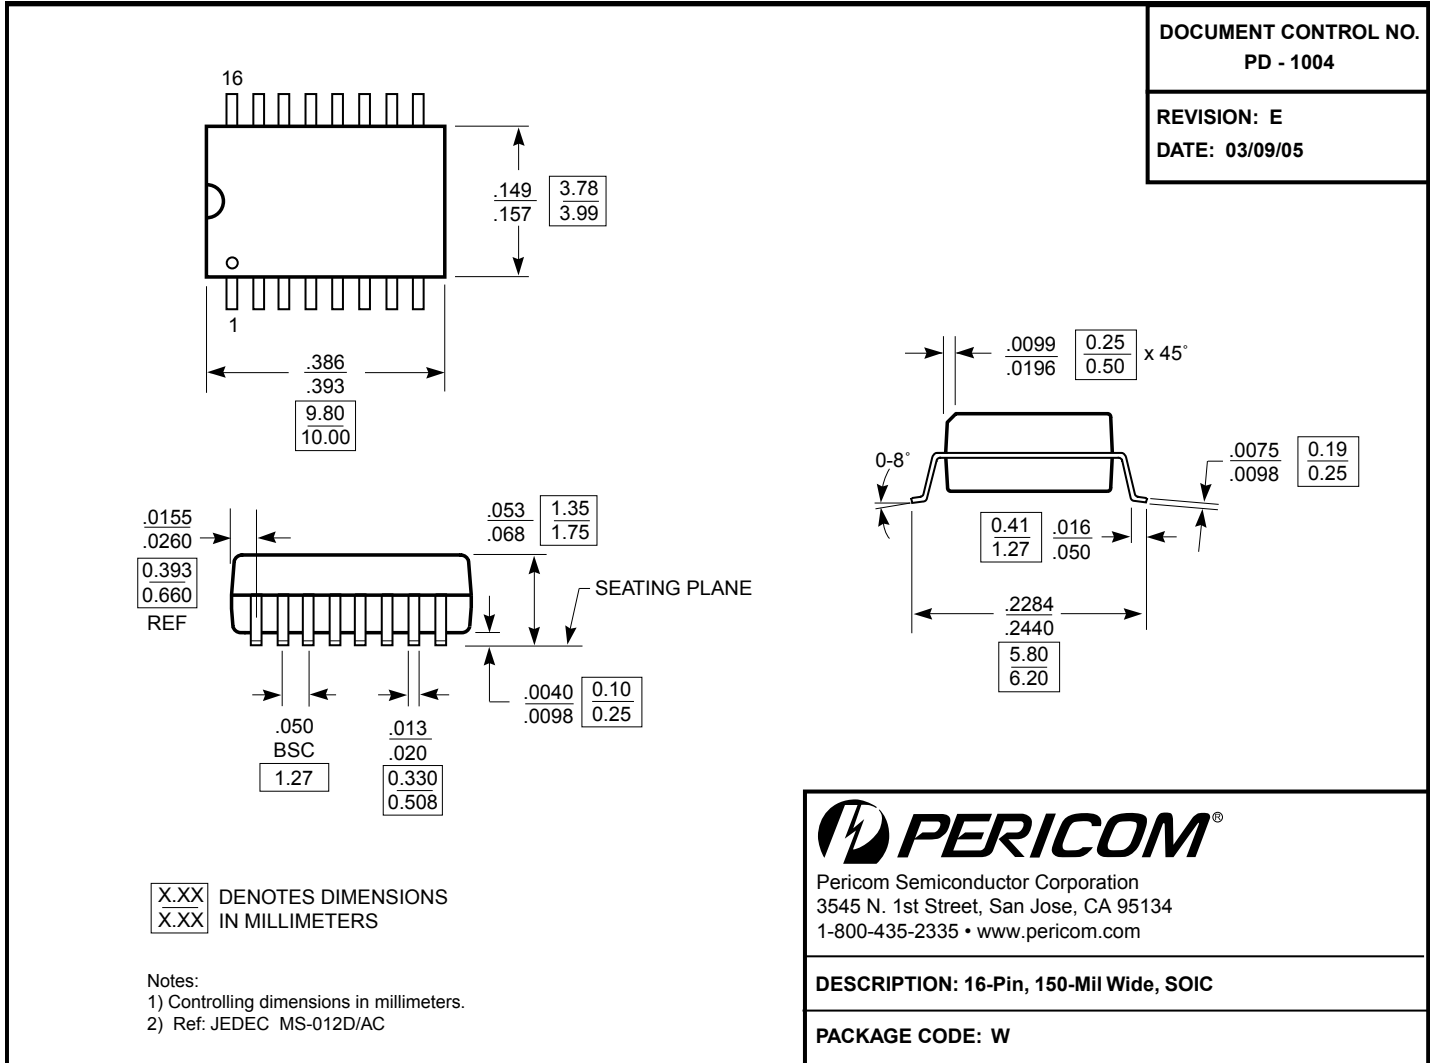 DOCUMENT CONTROL NO.
PD - 1004
REVISION: E
DATE: 03/09/05
16
.149
.157
3.78
3.99
1
.386
.393
9.80
10.00
.0099
.0196
0.25
0.50
x 45°
0-8°
.0075
.0098
0.19
0.25
0.41
1.27
.016
.050
.2284
.2440
5.80
6.20
.0155
.0260
0.393
0.660
REF
.053
.068
1.35
1.75
SEATING PLANE
.0040
.0098
0.10
0.25
.050
BSC
1.27
.013
.020
0.330
0.508
X.XX
X.XX
DENOTES DIMENSIONS
IN MILLIMETERS
Notes:
1) Controlling dimensions in millimeters.
2) Ref: JEDEC MS-012D/AC
PERICOM®
Pericom Semiconductor Corporation
3545 N. 1st Street, San Jose, CA 95134
1-800-435-2335 • www.pericom.com
DESCRIPTION: 16-Pin, 150-Mil Wide, SOIC
PACKAGE CODE: W